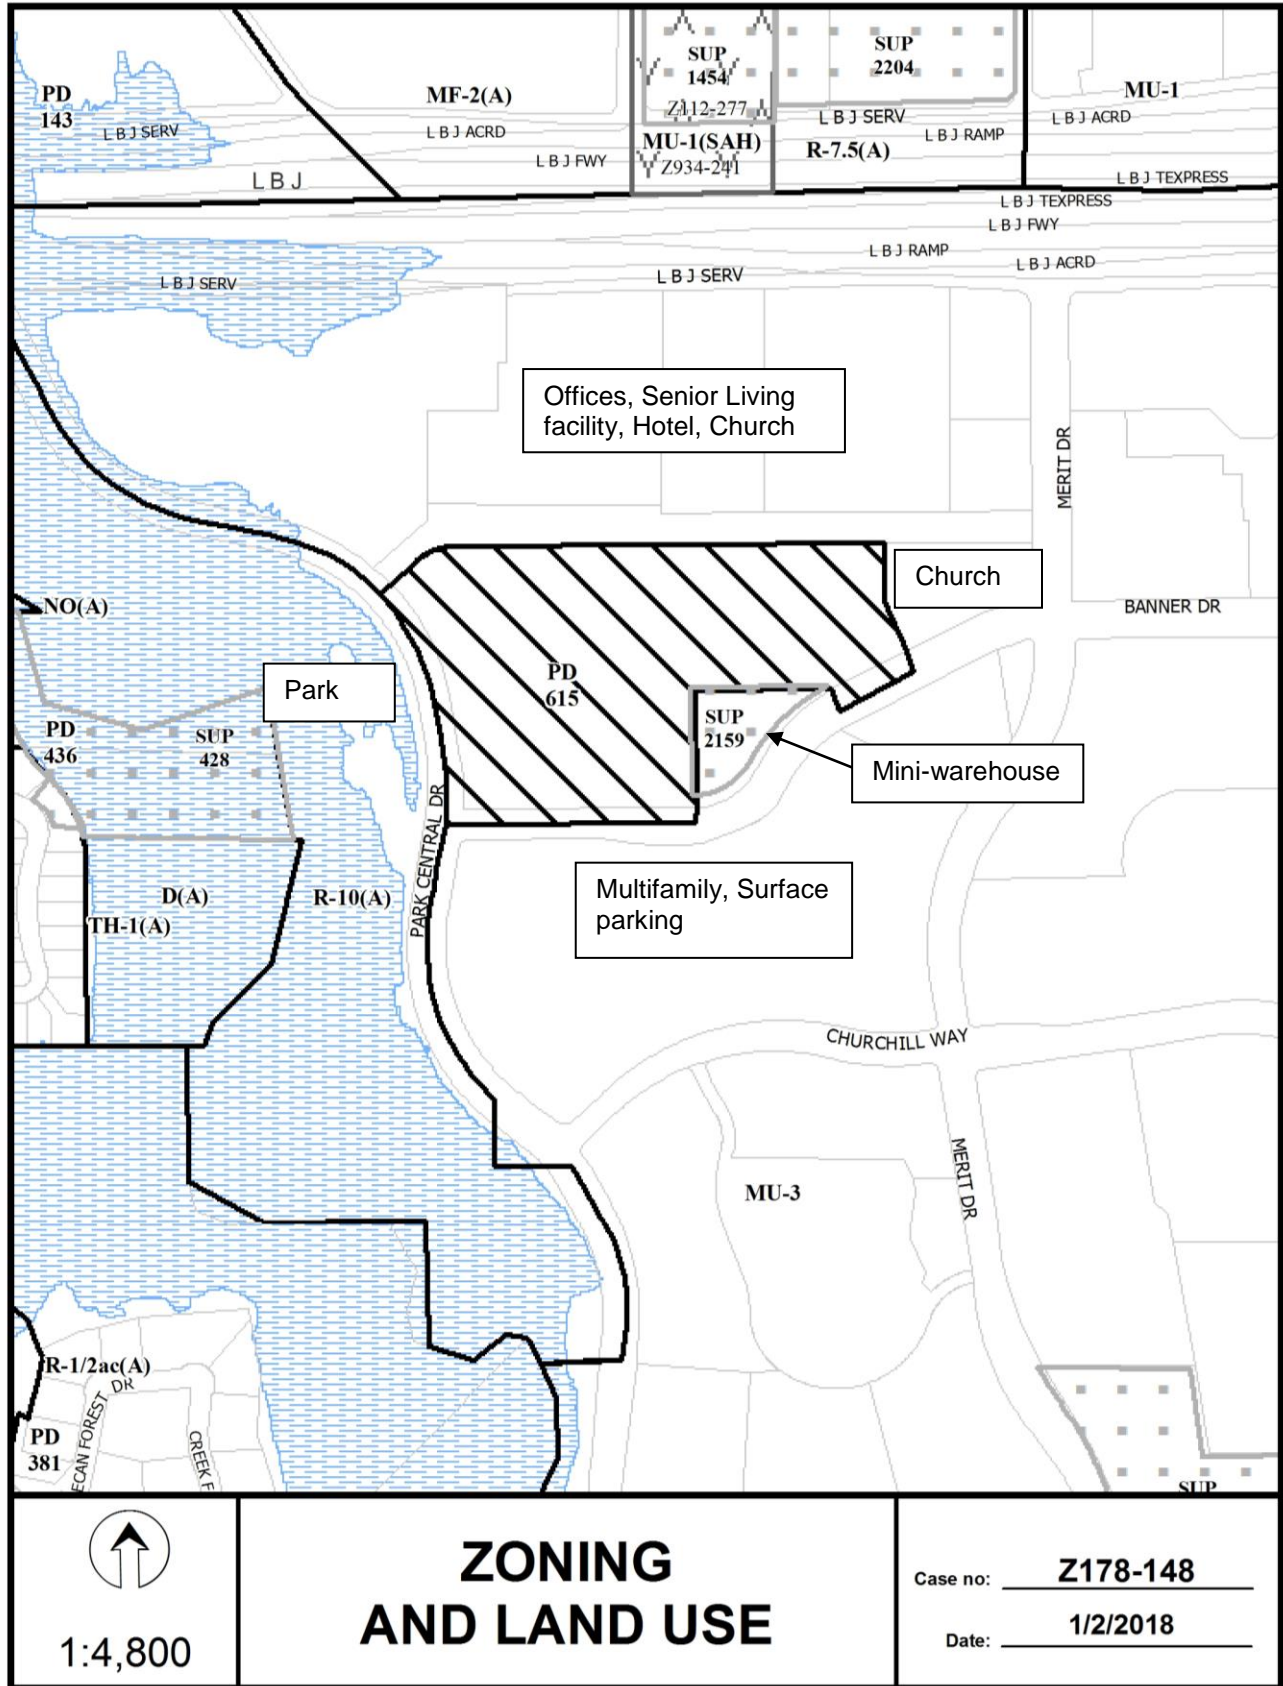 SUP
1454
Z112-277
SUP
2204
PD
143
MF-2(A)
MU-1
L B J SERV
L B J ACRD
L B J SERV
L B J ACRD
L B J RAMP
L B J FWY
MU-1(SAH)
Z934-241
R-7.5(A)
L B J
L B J TEXPRESS
L B J TEXPRESS
L B J FWY
L B J RAMP
L B J ACRD
L B J SERV
L B J SERV
Offices, Senior Living
facility, Hotel, Church
MERIT DR
Church
BANNER DR
NO(A)
Park
PD
615
PD
436
SUP
428
SUP
2159
Mini-warehouse
PARK CENTRAL DR
Multifamily, Surface
parking
D(A)
R-10(A)
TH-1(A)
CHURCHILL WAY
MERIT DR
MU-3
R-1/2ac(A)
ECAN FOREST DR
CREEK F
PD
381
SUP
1:4,800
ZONING
AND LAND USE
Case no: Z178-148
Date: 1/2/2018